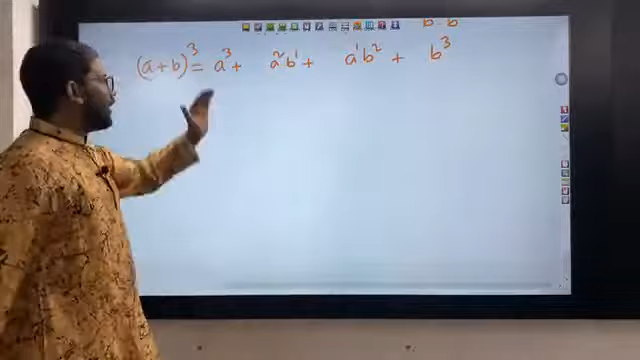 b - b
(a+b)³ = a³ + a²b¹ + a¹b² + b³